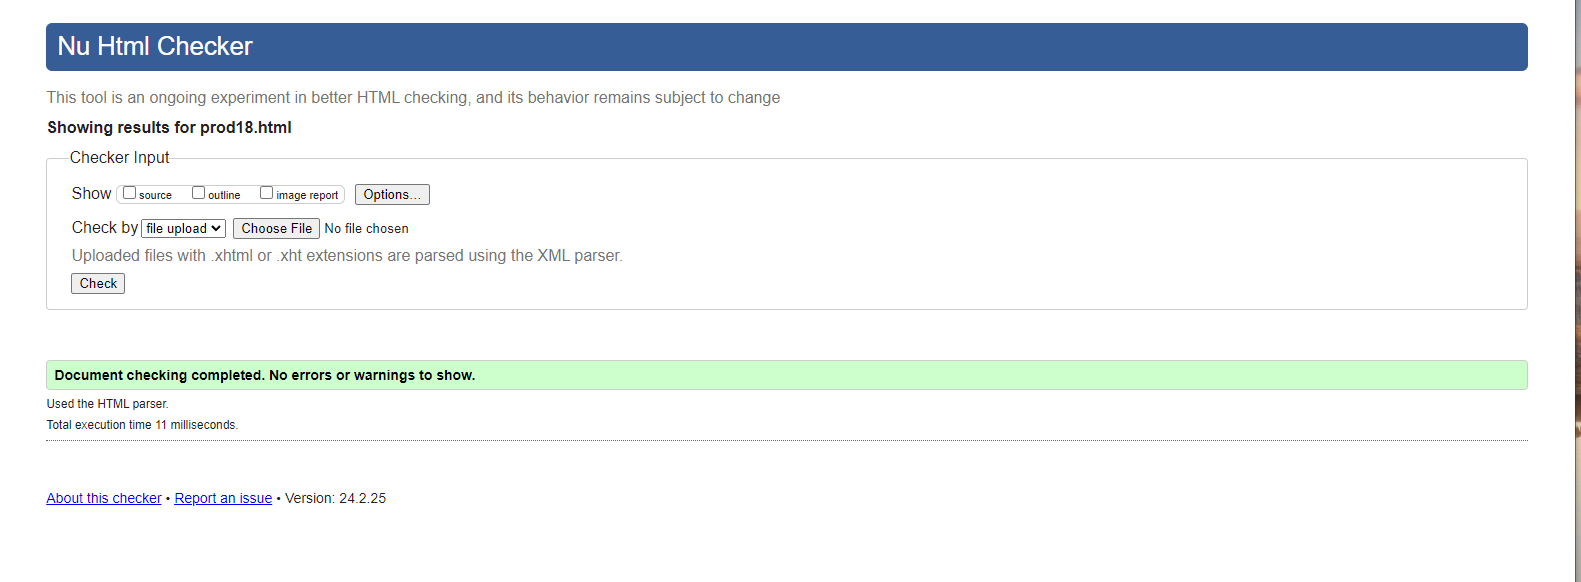 Nu Html Checker
This tool is an ongoing experiment in better HTML checking, and its behavior remains subject to change
Showing results for prod18.html
Checker Input
Show source outline image report Options...
Check by file upload Choose File No file chosen
Uploaded files with .xhtml or .xht extensions are parsed using the XML parser.
Check
Document checking completed. No errors or warnings to show.
Used the HTML parser.
Total execution time 11 milliseconds.
About this checker • Report an issue • Version: 24.2.25